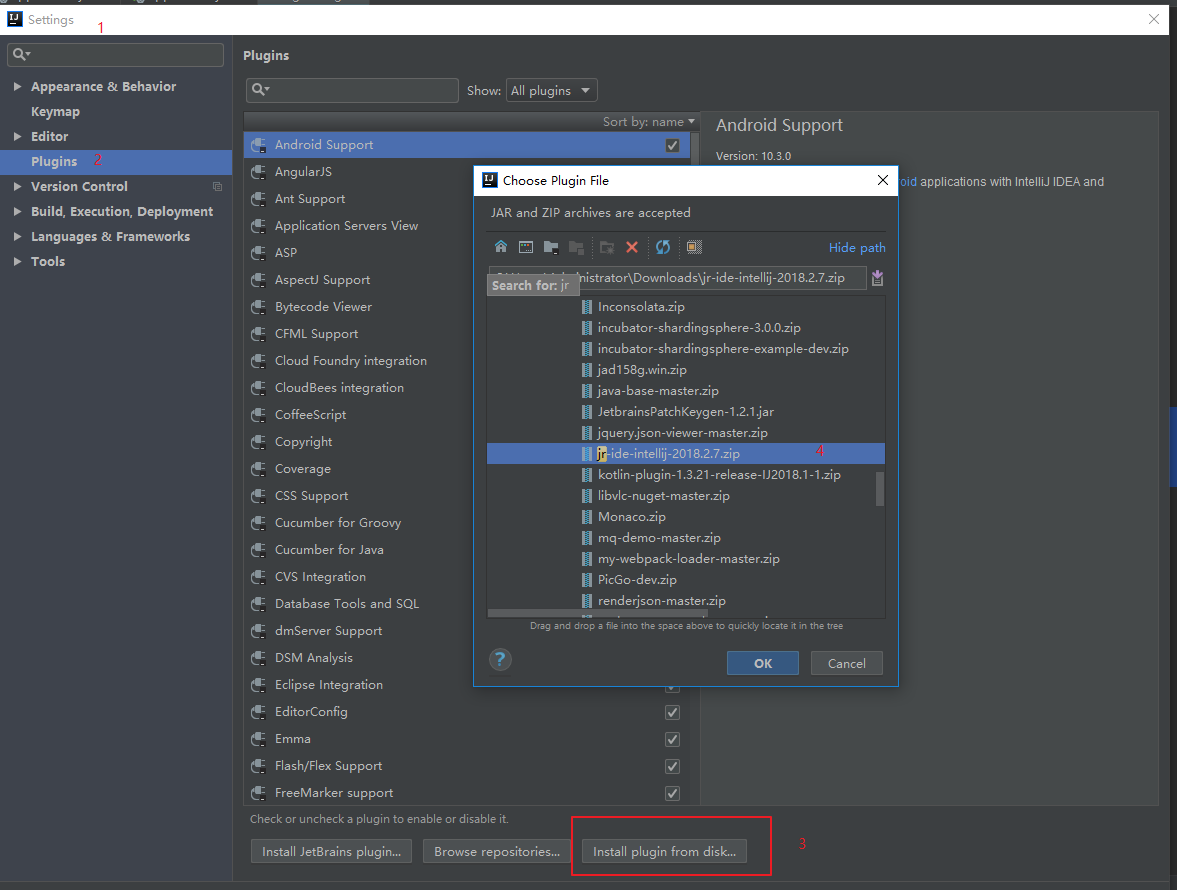 Settings
1
Appearance & Behavior
Keymap
Editor
Plugins 2
Version Control
Build, Execution, Deployment
Languages & Frameworks
Tools
Plugins
Show: All plugins
Sort by: name
Android Support
AngularJS
Ant Support
Application Servers View
ASP
AspectJ Support
Bytecode Viewer
CFML Support
Cloud Foundry integration
CloudBees integration
CoffeeScript
Copyright
Coverage
CSS Support
Cucumber for Groovy
Cucumber for Java
CVS Integration
Database Tools and SQL
dmServer Support
DSM Analysis
Eclipse Integration
EditorConfig
Emma
Flash/Flex Support
FreeMarker support
Check or uncheck a plugin to enable or disable it.
Install JetBrains plugin...
Browse repositories...
Install plugin from disk...
3
Android Support
Version: 10.3.0
applications with IntelliJ IDEA and
Choose Plugin File
JAR and ZIP archives are accepted
Hide path
\Downloads\jr-ide-intellij-2018.2.7.zip
Search for: jr
Inconsolata.zip
incubator-shardingsphere-3.0.0.zip
incubator-shardingsphere-example-dev.zip
jad158g.win.zip
java-base-master.zip
JetbrainsPatchKeygen-1.2.1.jar
jquery.json-viewer-master.zip
jr-ide-intellij-2018.2.7.zip 4
kotlin-plugin-1.3.21-release-IJ2018.1-1.zip
libvlc-nuget-master.zip
Monaco.zip
mq-demo-master.zip
my-webpack-loader-master.zip
PicGo-dev.zip
renderjson-master.zip
Drag and drop a file into the space above to quickly locate it in the tree
?
OK
Cancel